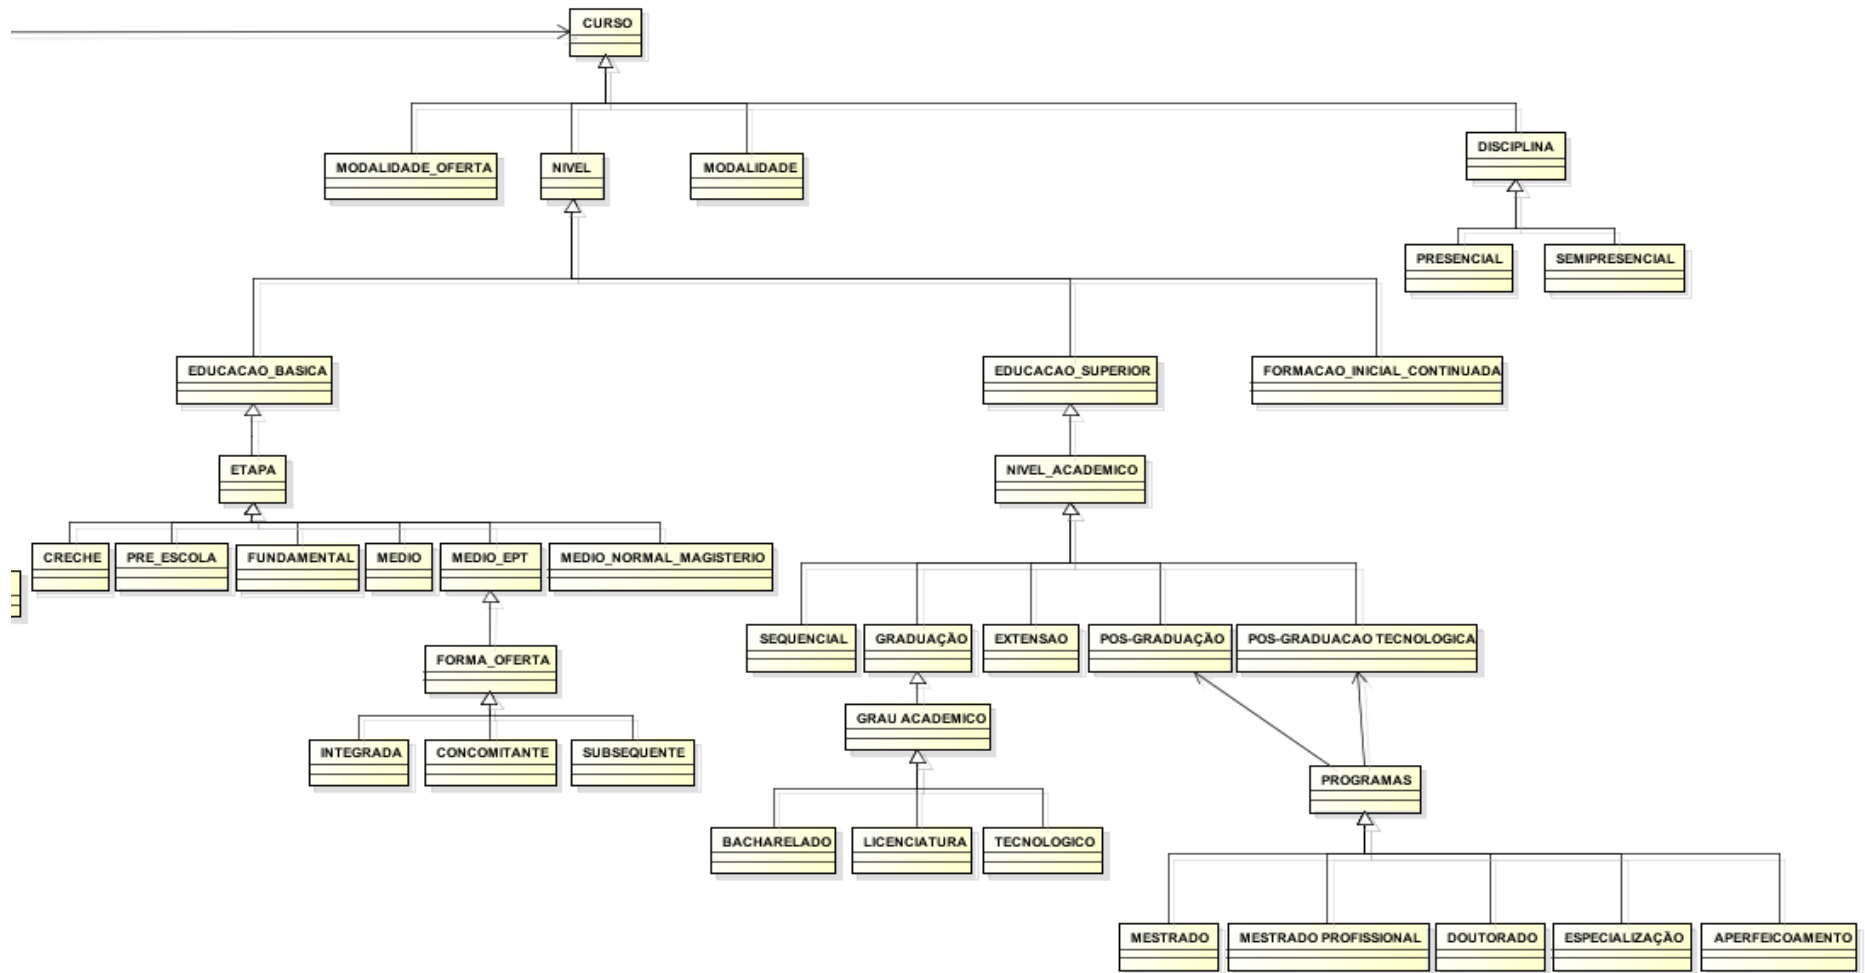 CURSO
MODALIDADE_OFERTA
NIVEL
MODALIDADE
DISCIPLINA
PRESENCIAL
SEMIPRESENCIAL
EDUCACAO_BASICA
EDUCACAO_SUPERIOR
FORMACAO_INICIAL_CONTINUADA
ETAPA
NIVEL_ACADEMICO
CRECHE
PRE_ESCOLA
FUNDAMENTAL
MEDIO
MEDIO_EPT
MEDIO_NORMAL_MAGISTERIO
SEQUENCIAL
GRADUAÇÃO
EXTENSAO
POS-GRADUAÇÃO
POS-GRADUACAO TECNOLOGICA
FORMA_OFERTA
GRAU ACADEMICO
INTEGRADA
CONCOMITANTE
SUBSEQUENTE
PROGRAMAS
BACHARELADO
LICENCIATURA
TECNOLOGICO
MESTRADO
MESTRADO PROFISSIONAL
DOUTORADO
ESPECIALIZAÇÃO
APERFEICOAMENTO